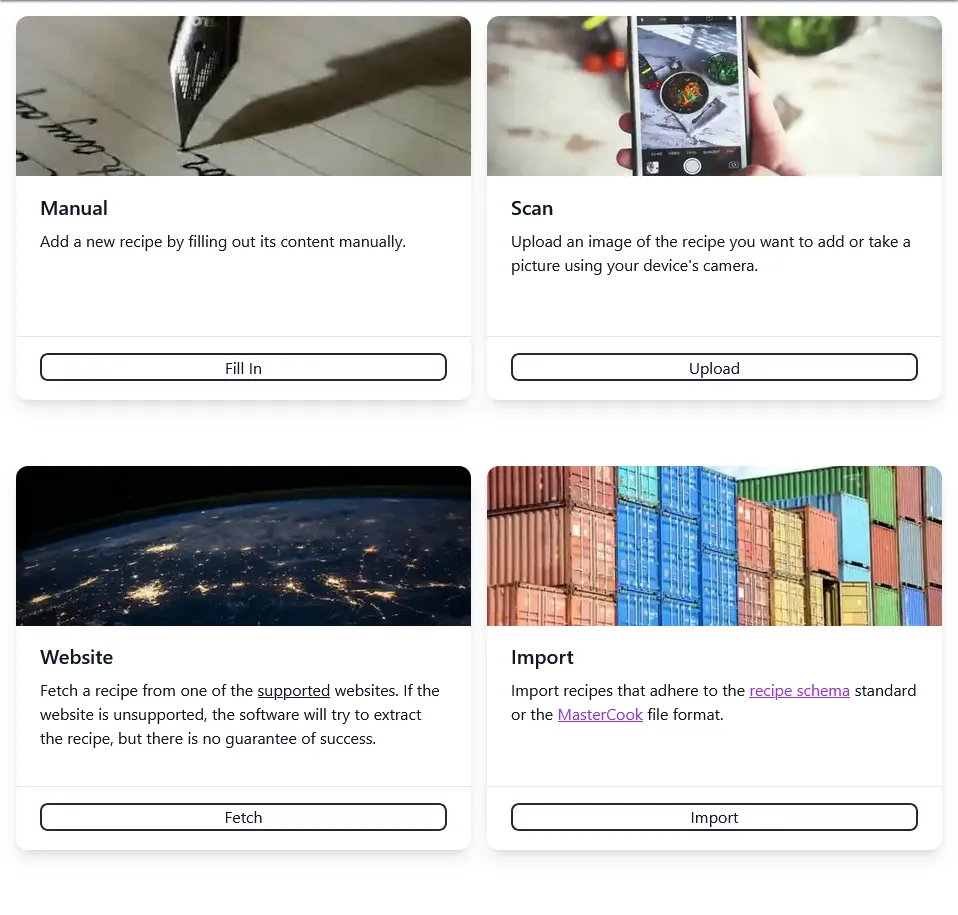 Manual
Add a new recipe by filling out its content manually.
Fill In
Scan
Upload an image of the recipe you want to add or take a
picture using your device's camera.
Upload
Website
Fetch a recipe from one of the supported websites. If the
website is unsupported, the software will try to extract
the recipe, but there is no guarantee of success.
Fetch
Import
Import recipes that adhere to the recipe schema standard
or the MasterCook file format.
Import